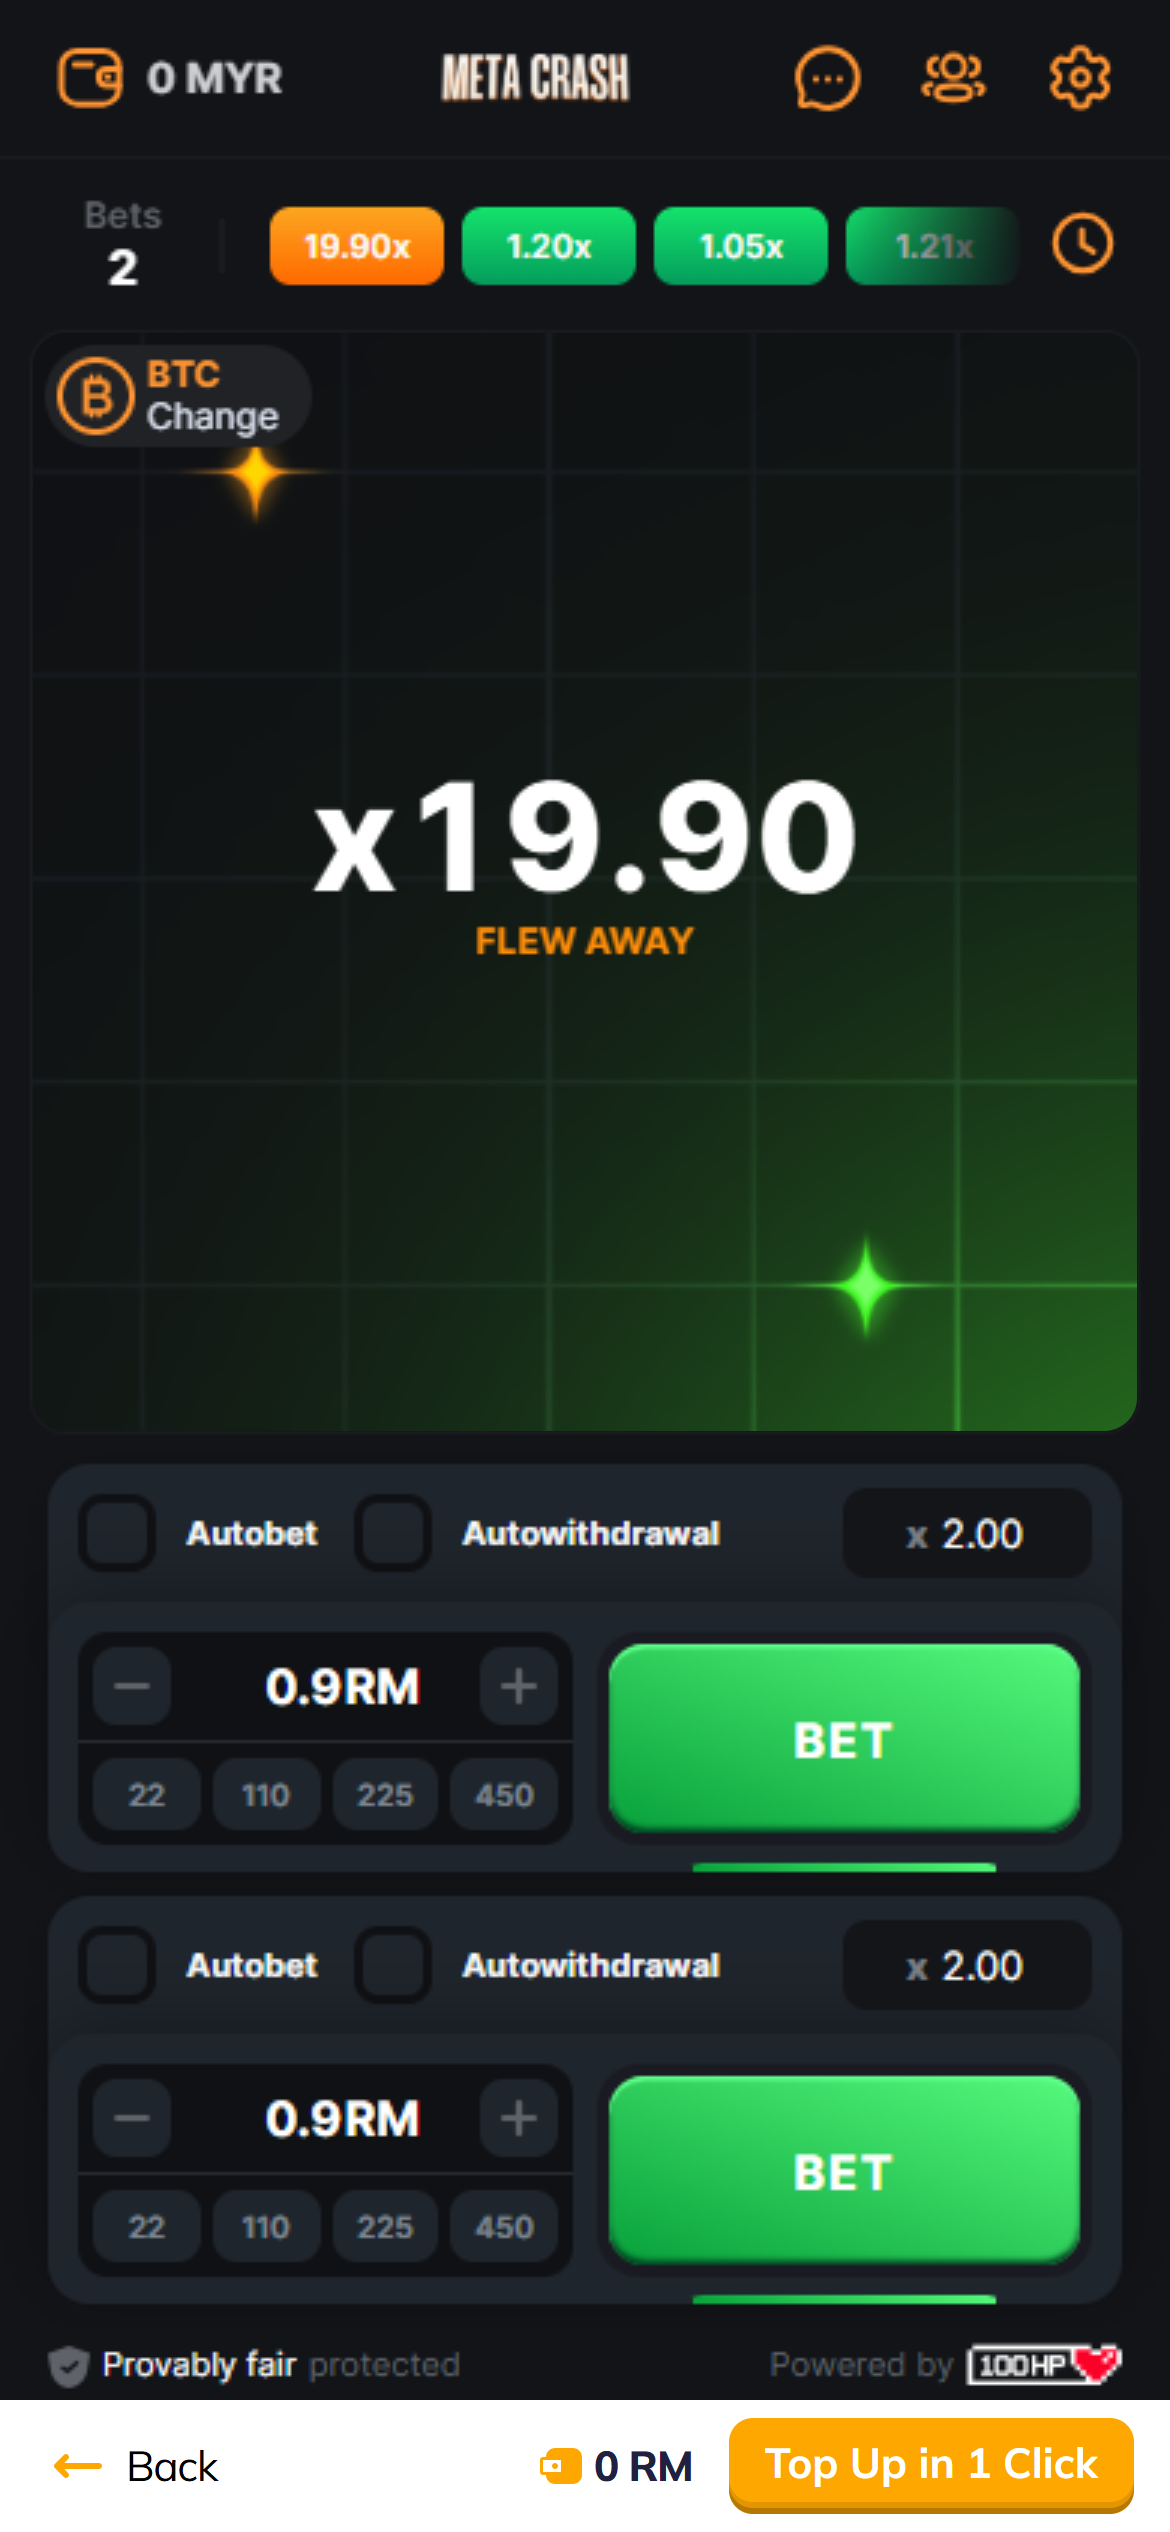 0 MYR
META CRASH
Bets
2
19.90x
1.20x
1.05x
1.21x
BTC
Change
x19.90
FLEW AWAY
Autobet
Autowithdrawal
x 2.00
0.9RM
22
110
225
450
BET
Autobet
Autowithdrawal
x 2.00
0.9RM
22
110
225
450
BET
Provably fair protected
Powered by 100HP
Back
0 RM
Top Up in 1 Click